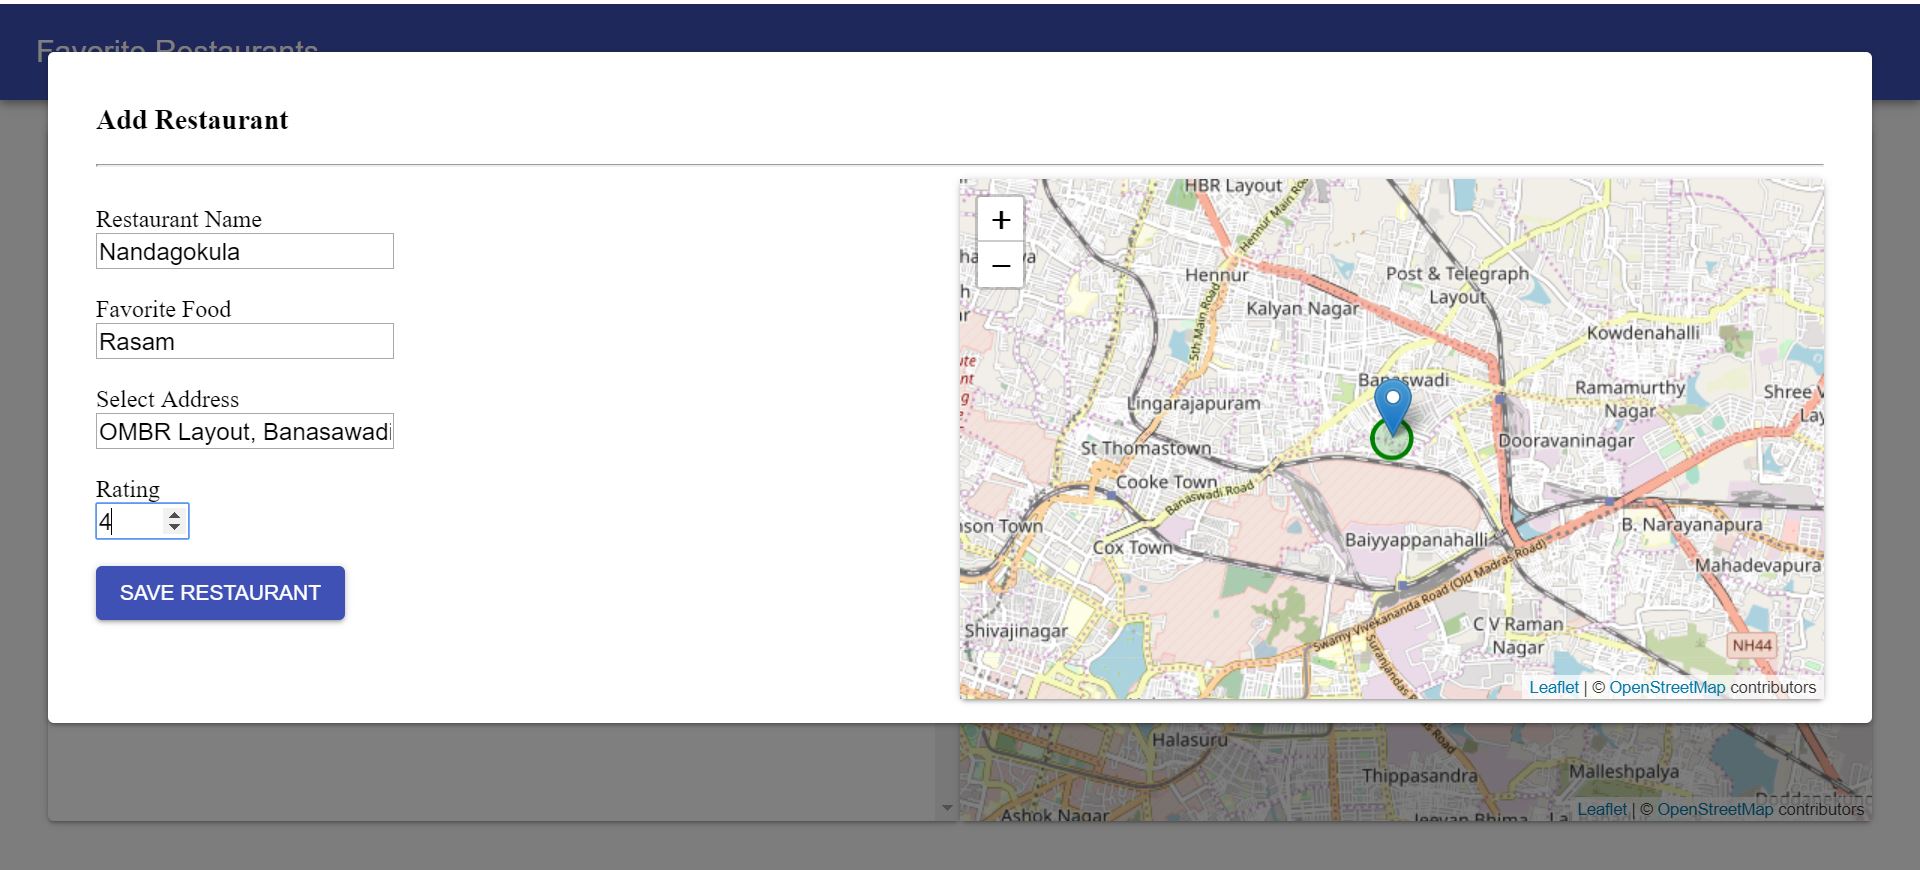 Favorite Restaurants
Add Restaurant
Restaurant Name
Nandagokula
Favorite Food
Rasam
Select Address
OMBR Layout, Banasawadi
Rating
4
SAVE RESTAURANT
+
−
HBR Layout
Hennur Main
Hennur
5th Main Road
Kalyan Nagar
Post & Telegraph
Layout
Kowdenahalli
Banaswadi
Ramamurthy
Nagar
Shree
Lay
Lingarajapuram
Dooravaninagar
St Thomastown
Cooke Town
Banaswadi Road
son Town
Cox Town
Baiyyappanahalli
B. Narayanapura
Mahadevapura
Swamy Vivekananda Road (Old Madras Road)
Shivajinagar
C V Raman
Nagar
NH44
Leaflet | © OpenStreetMap contributors
Halasuru
Road
Thippasandra
Malleshpalya
Ashok Nagar
Jeevan Bhima
Leaflet | © OpenStreetMap contributors